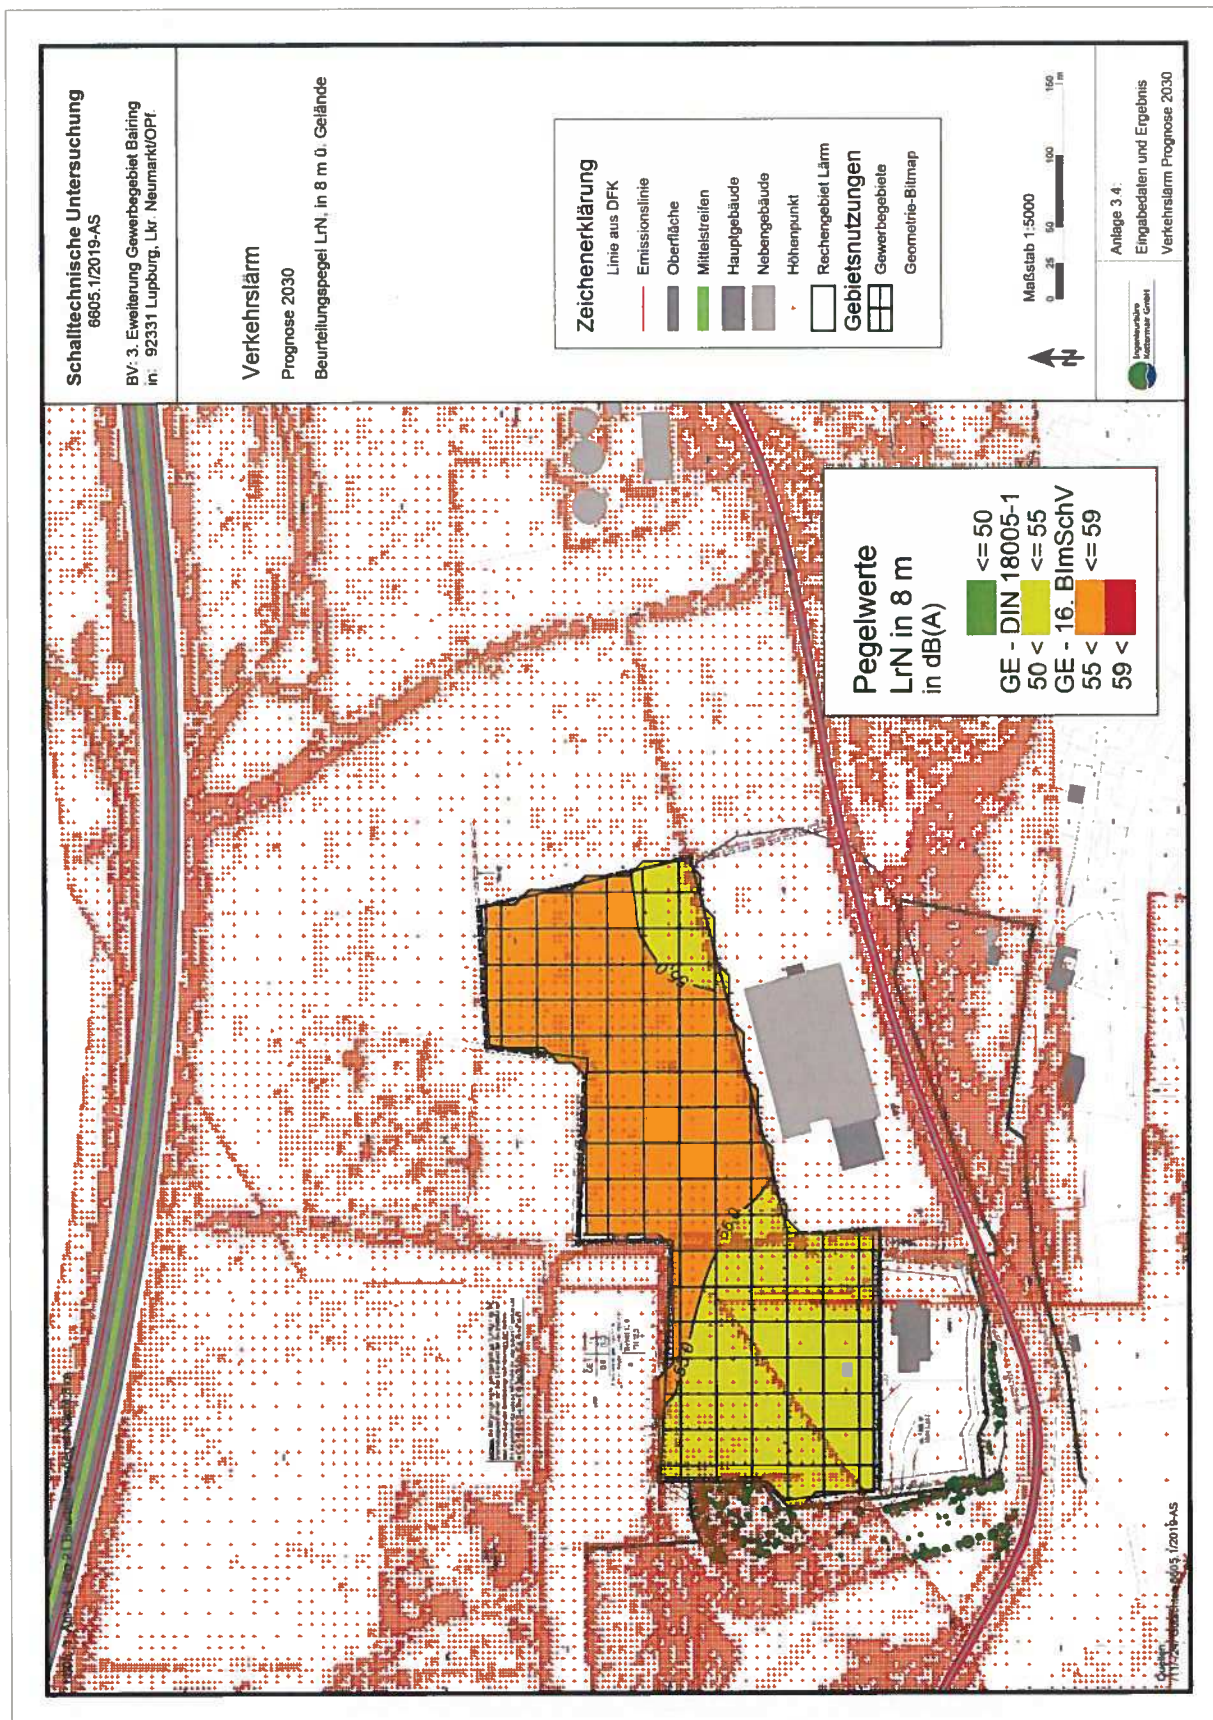 Schalltechnische Untersuchung
6605.1/2019-AS
BV: 3. Eweiterung Gewerbegebiet Bairing
in: 92331 Lupburg, Lkr. Neumarkt/OPf.
Verkehrslärm
Prognose 2030
Beurteilungspegel LrN, in 8 m ü. Gelände
Zeichenerklärung
Linie aus DFK
Emissionslinie
Oberfläche
Mittelstreifen
Hauptgebäude
Nebengebäude
Höhenpunkt
Rechengebiet Lärm
Gebietsnutzungen
Gewerbegebiete
Geometrie-Bitmap
Maßstab 1:5000
0 25 50 100 150
m
N
Ingenieurbüro
Kottermair GmbH
Anlage 3.4:
Eingabedaten und Ergebnis
Verkehrslärm Prognose 2030
Pegelwerte
LrN in 8 m
in dB(A)
<= 50
GE - DIN 18005-1
50 < <= 55
GE - 16. BImSchV
55 < <= 59
59 <
55.0
55.0
55.0